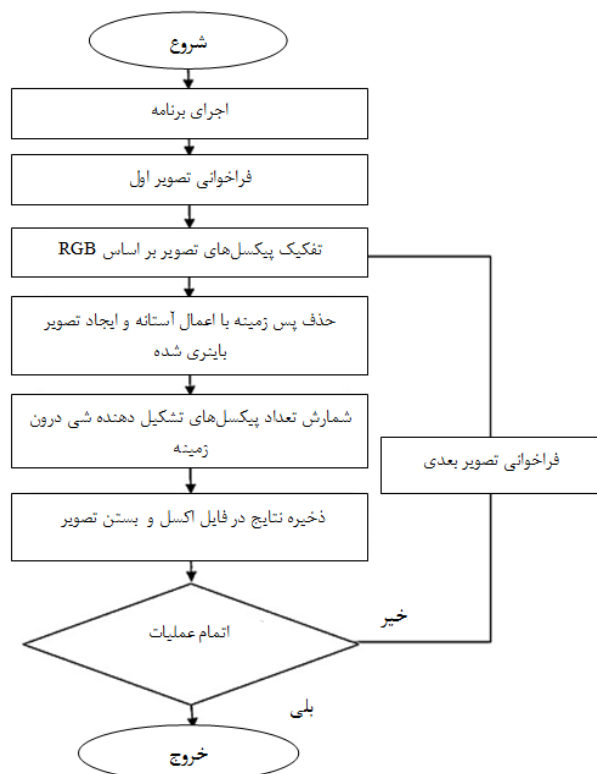 شروع
اجرای برنامه
فراخوانی تصویر اول
تفکیک پیکسل‌های تصویر بر اساس RGB
حذف پس زمینه با اعمال آستانه و ایجاد تصویر
باینری شده
شمارش تعداد پیکسل‌های تشکیل دهنده شی درون
زمینه
فراخوانی تصویر بعدی
ذخیره نتایج در فایل اکسل و بستن تصویر
خیر
اتمام عملیات
بلی
خروج